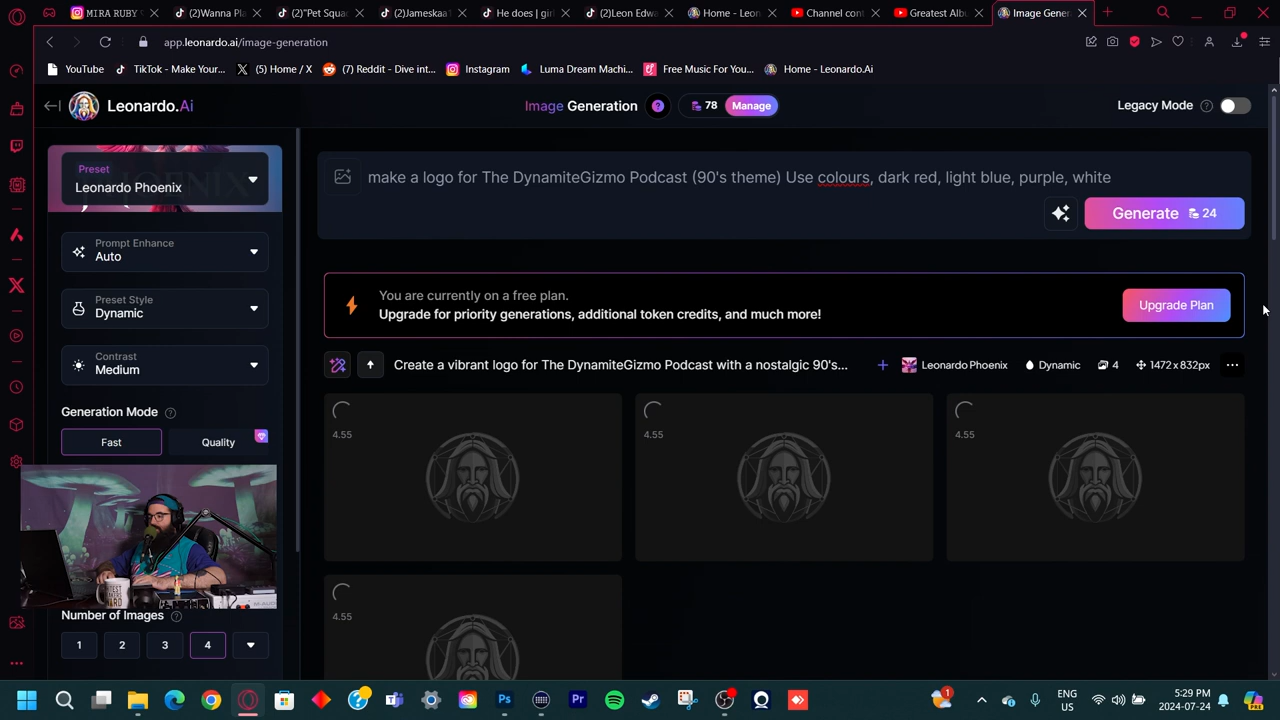 MIRA RUBY
(2)Wanna Pl
(2)"Pet Squa
(2)Jameskaa1
He does | girl
(2)Leon Edwa
Home - Leon
Channel cont
Greatest Alb
Image Gener
app.leonardo.ai/image-generation
YouTube
TikTok - Make Your...
(5) Home / X
(7) Reddit - Dive int...
Instagram
Luma Dream Machi...
Free Music For You...
Home - Leonardo.Ai
Leonardo.Ai
Image Generation
?
78
Manage
Legacy Mode
?
Preset
Leonardo Phoenix
make a logo for The DynamiteGizmo Podcast (90's theme) Use colours, dark red, light blue, purple, white
Generate 24
Prompt Enhance
Auto
You are currently on a free plan.
Upgrade for priority generations, additional token credits, and much more!
Upgrade Plan
Preset Style
Dynamic
Contrast
Medium
Create a vibrant logo for The DynamiteGizmo Podcast with a nostalgic 90's...
Leonardo Phoenix
Dynamic
4
1472 x 832px
Generation Mode ?
Fast
Quality
4.55
4.55
4.55
4.55
Number of Images ?
1
2
3
4
ENG
US
5:29 PM
2024-07-24